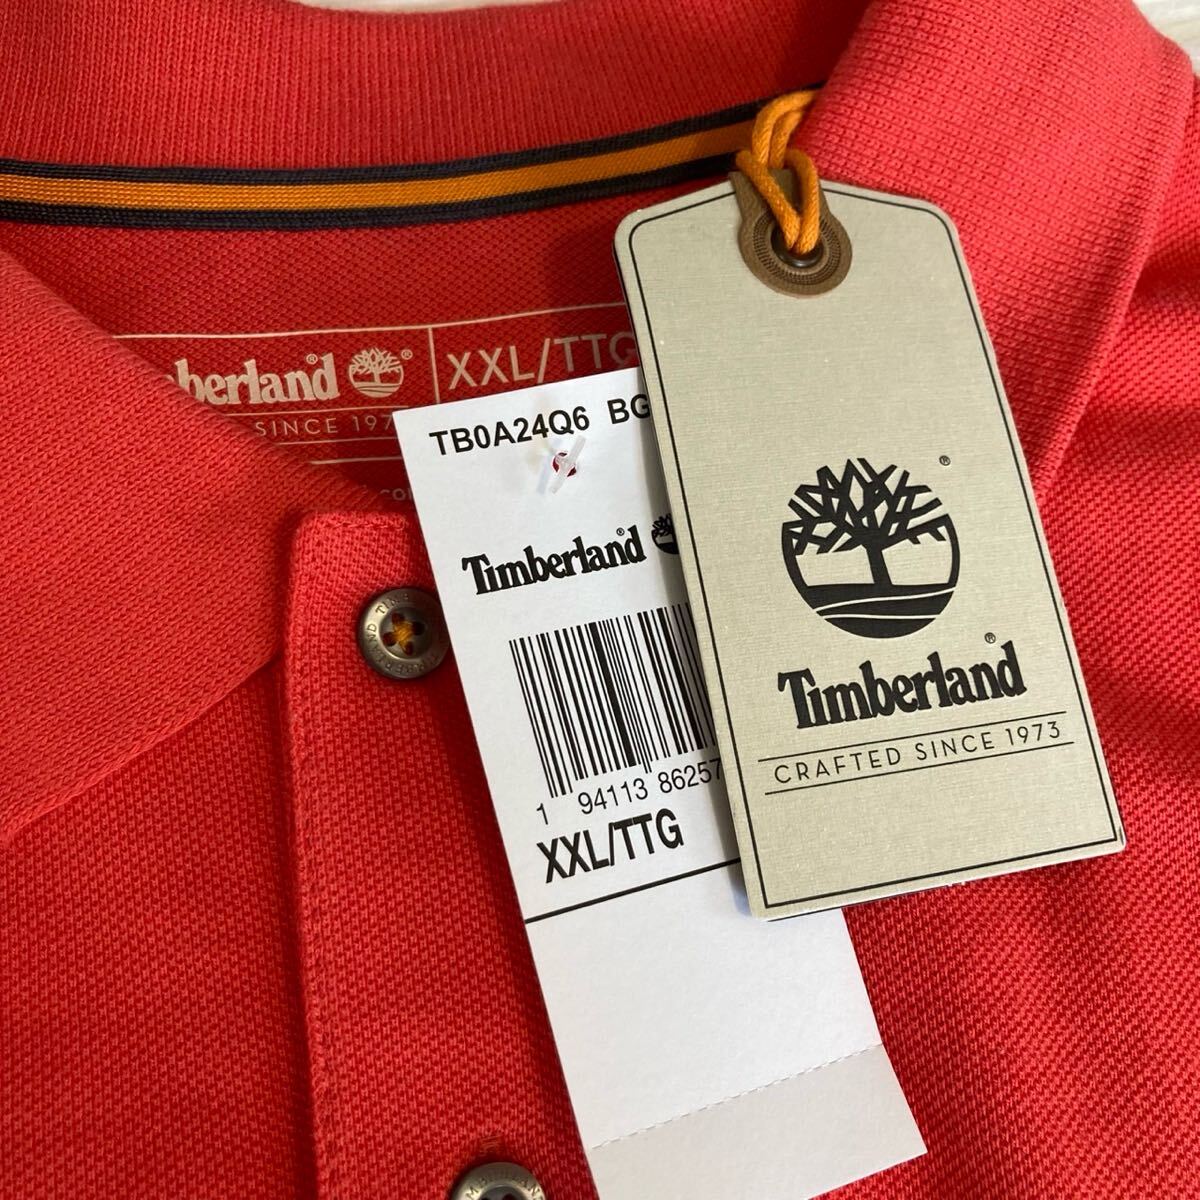 berland® ® XXL/TTG
SINCE 197
TB0A24Q6 BG
Timberland®
1 94113 86257
XXL/TTG
®
Timberland®
CRAFTED SINCE 1973